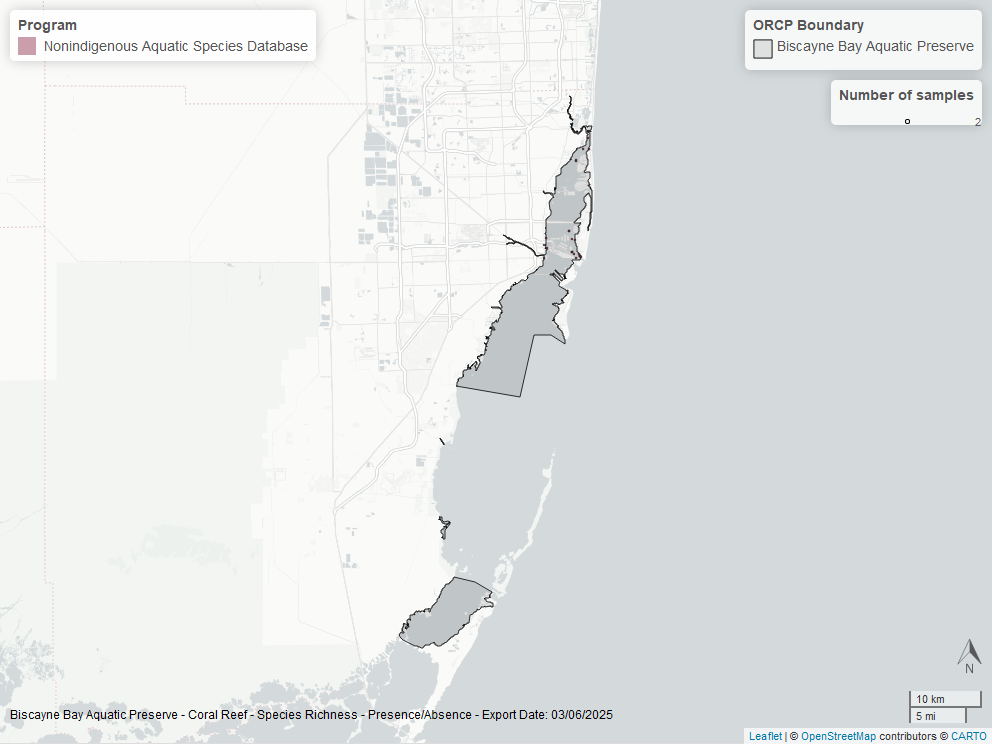 Program
Nonindigenous Aquatic Species Database
ORCP Boundary
Biscayne Bay Aquatic Preserve
Number of samples
2
N
10 km
5 mi
Biscayne Bay Aquatic Preserve - Coral Reef - Species Richness - Presence/Absence - Export Date: 03/06/2025
Leaflet | © OpenStreetMap contributors © CARTO